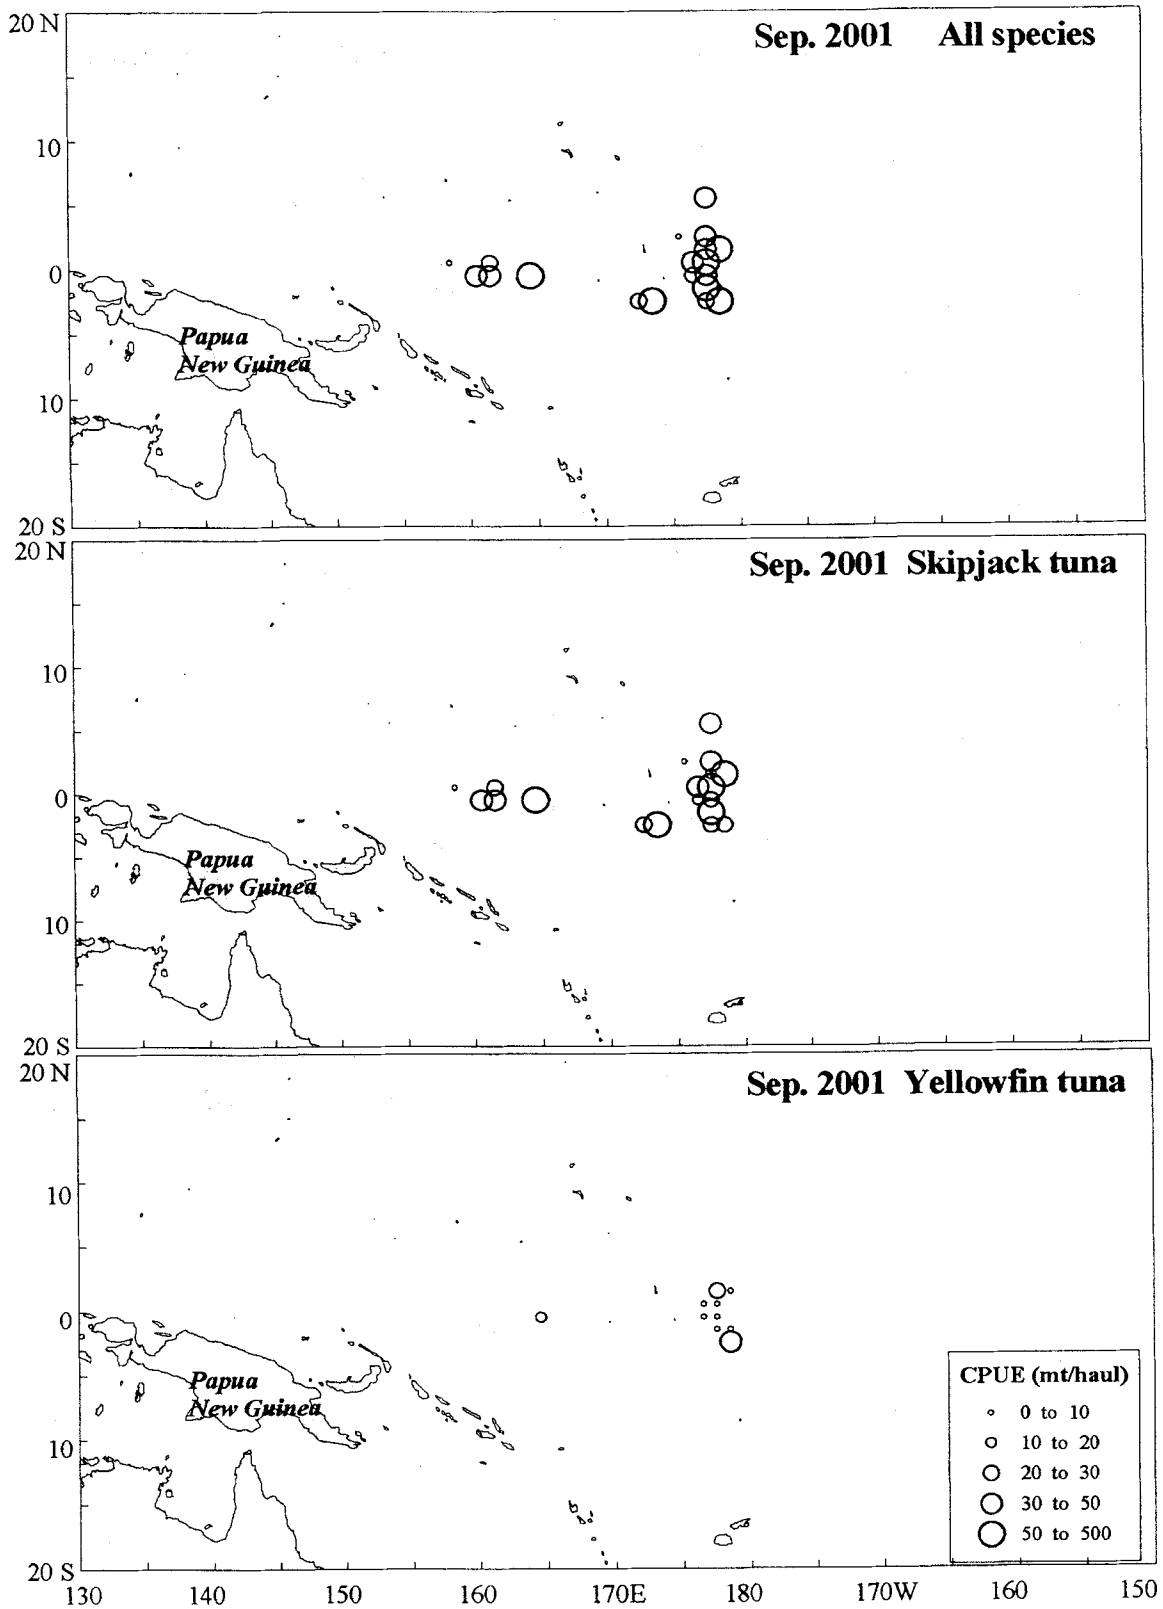 20 N
Sep. 2001 All species
10
0
Papua
New Guinea
10
20 S
20 N
Sep. 2001 Skipjack tuna
10
0
Papua
New Guinea
10
20 S
20 N
Sep. 2001 Yellowfin tuna
10
0
Papua
New Guinea
10
20 S
CPUE (mt/haul)
0 to 10
10 to 20
20 to 30
30 to 50
50 to 500
130 140 150 160 170E 180 170W 160 150